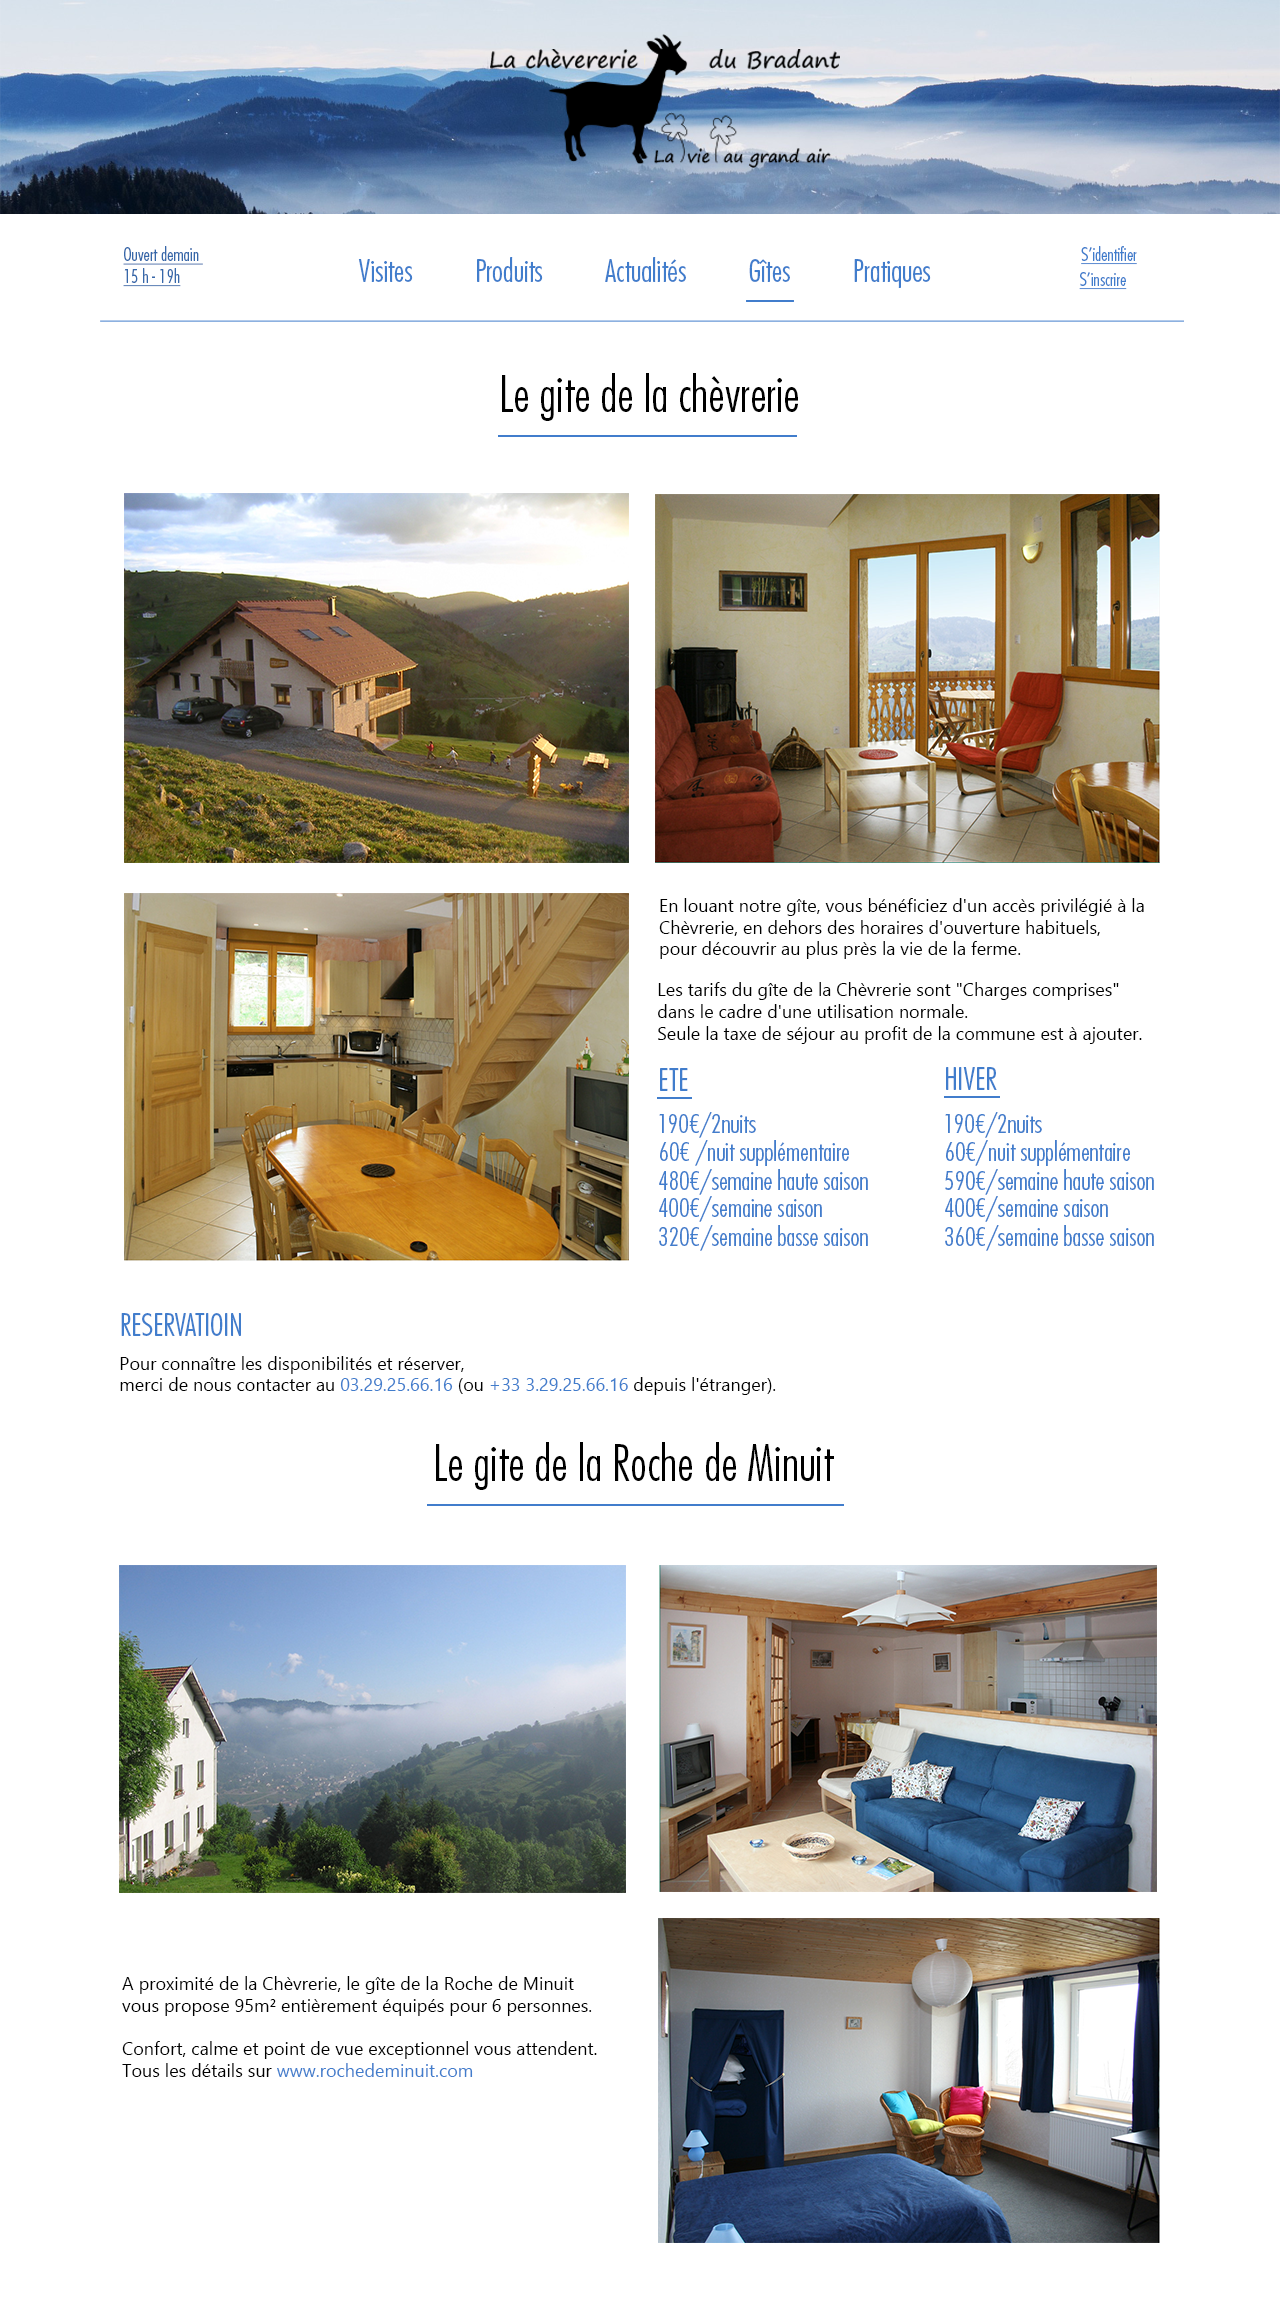 La chèvererie du Bradant
La vie au grand air
Ouvert demain
15 h - 19h
Visites Produits Actualités Gîtes Pratiques
S'identifier
S'inscrire
Le gite de la chèvrerie
En louant notre gîte, vous bénéficiez d'un accès privilégié à la
Chèvrerie, en dehors des horaires d'ouverture habituels,
pour découvrir au plus près la vie de la ferme.
Les tarifs du gîte de la Chèvrerie sont "Charges comprises"
dans le cadre d'une utilisation normale.
Seule la taxe de séjour au profit de la commune est à ajouter.
ETE
190€/2nuits
60€ /nuit supplémentaire
480€/semaine haute saison
400€/semaine saison
320€/semaine basse saison
HIVER
190€/2nuits
60€/nuit supplémentaire
590€/semaine haute saison
400€/semaine saison
360€/semaine basse saison
RESERVATIOIN
Pour connaître les disponibilités et réserver,
merci de nous contacter au 03.29.25.66.16 (ou +33 3.29.25.66.16 depuis l'étranger).
Le gite de la Roche de Minuit
A proximité de la Chèvrerie, le gîte de la Roche de Minuit
vous propose 95m² entièrement équipés pour 6 personnes.
Confort, calme et point de vue exceptionnel vous attendent.
Tous les détails sur www.rochedeminuit.com